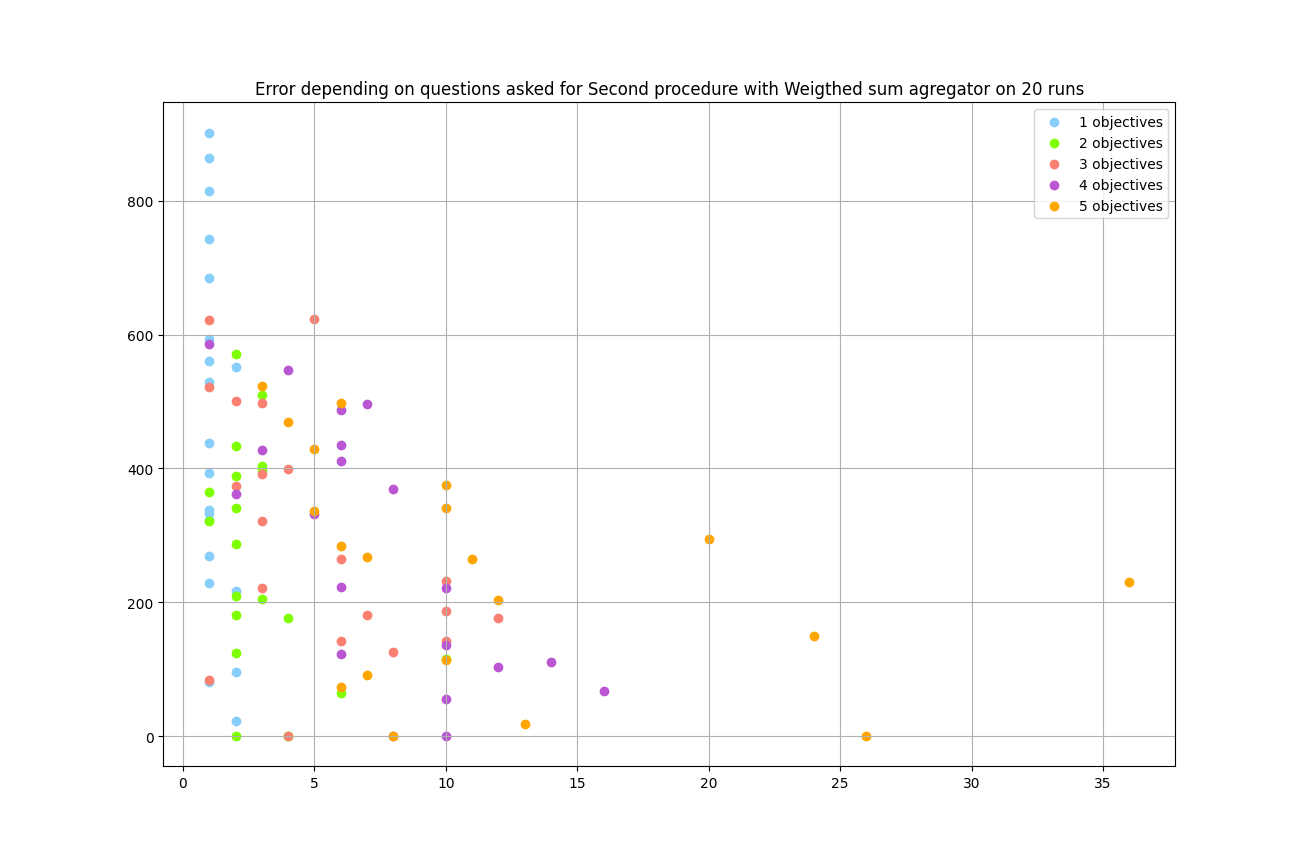 Error depending on questions asked for Second procedure with Weigthed sum agregator on 20 runs
1 objectives
2 objectives
3 objectives
4 objectives
5 objectives
800
600
400
200
0
0 5 10 15 20 25 30 35